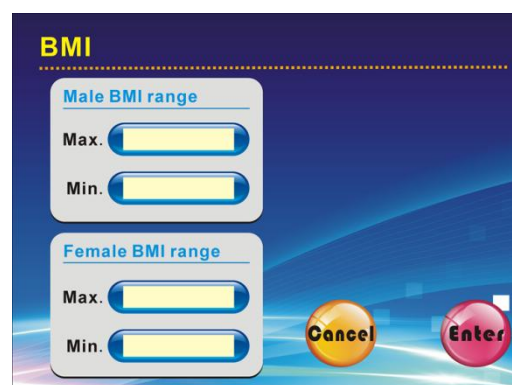 BMI
Male BMI range
Max.
Min.
Female BMI range
Max.
Min.
Cancel
Enter